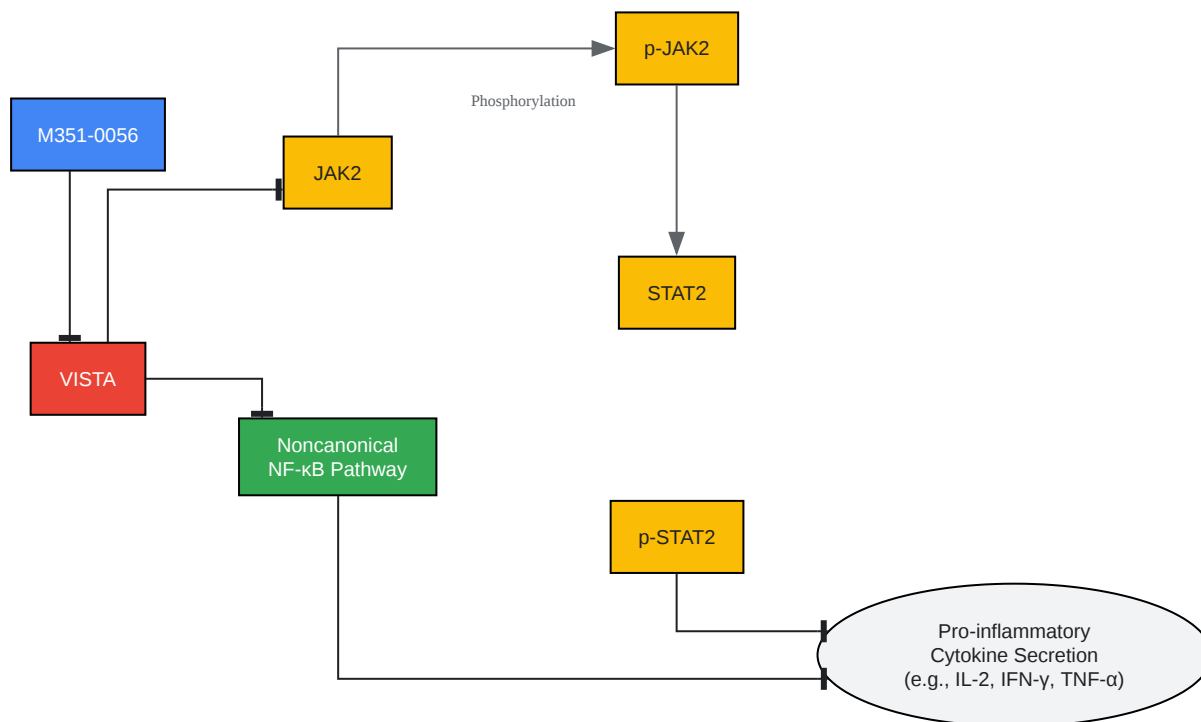 p-JAK2
Phosphorylation
M351-0056
JAK2
STAT2
VISTA
Noncanonical
NF-κB Pathway
p-STAT2
Pro-inflammatory
Cytokine Secretion
(e.g., IL-2, IFN-γ, TNF-α)